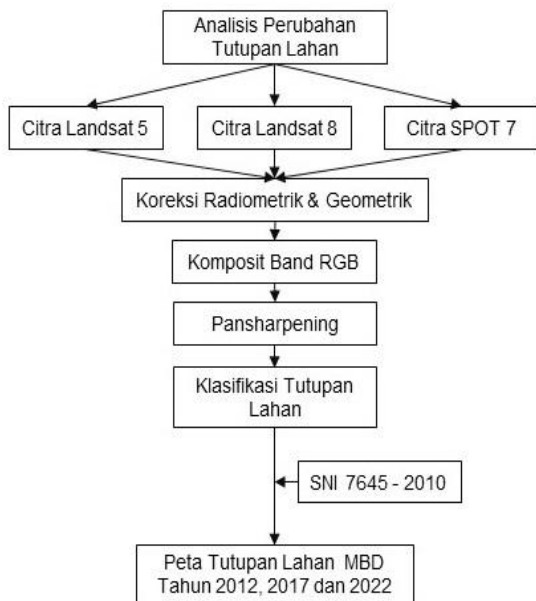 Analisis Perubahan
Tutupan Lahan
Citra Landsat 5
Citra Landsat 8
Citra SPOT 7
Koreksi Radiometrik & Geometrik
Komposit Band RGB
Pansharpening
Klasifikasi Tutupan
Lahan
SNI 7645 - 2010
Peta Tutupan Lahan MBD
Tahun 2012, 2017 dan 2022